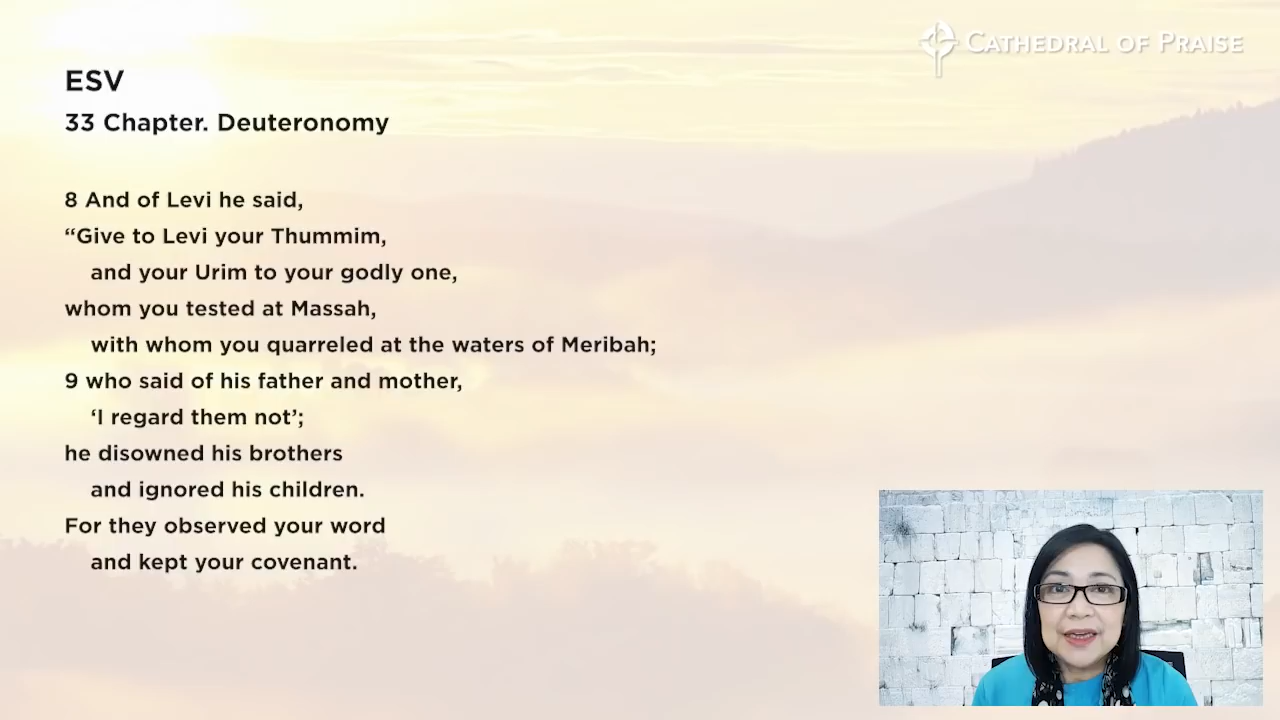 CATHEDRAL OF PRAISE
ESV
33 Chapter. Deuteronomy
8 And of Levi he said,
“Give to Levi your Thummim,
and your Urim to your godly one,
whom you tested at Massah,
with whom you quarreled at the waters of Meribah;
9 who said of his father and mother,
‘I regard them not’;
he disowned his brothers
and ignored his children.
For they observed your word
and kept your covenant.